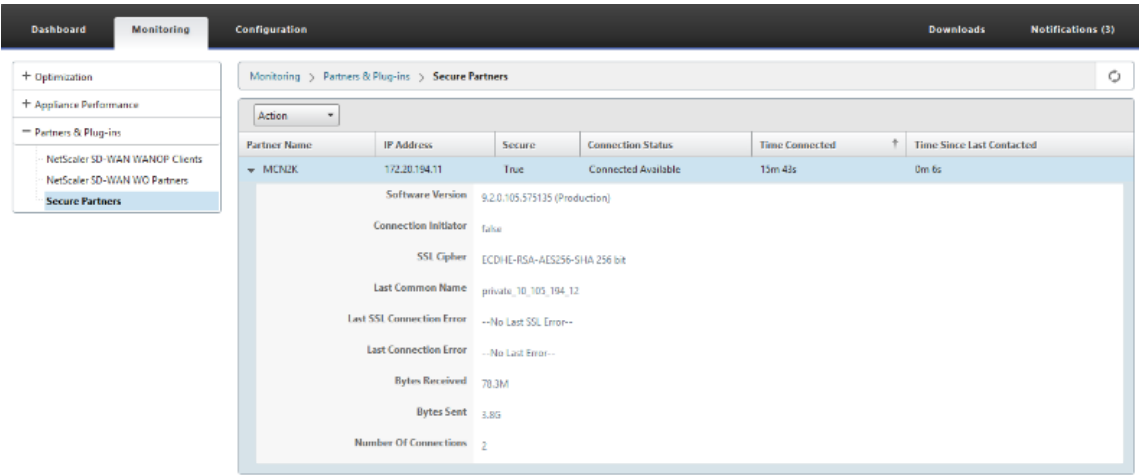 Dashboard Monitoring Configuration Downloads Notifications (3)
+ Optimization
+ Appliance Performance
− Partners & Plug-ins
NetScaler SD-WAN WANOP Clients
NetScaler SD-WAN WO Partners
Secure Partners
Monitoring > Partners & Plug-ins > Secure Partners
Action
Partner Name IP Address Secure Connection Status Time Connected ↑ Time Since Last Contacted
MCN2K 172.20.194.11 True Connected Available 15m 43s 0m 6s
Software Version 9.2.0.105.575135 (Production)
Connection Initiator false
SSL Cipher ECDHE-RSA-AES256-SHA 256 bit
Last Common Name private_10_105_194_12
Last SSL Connection Error --No Last SSL Error--
Last Connection Error --No Last Error--
Bytes Received 78.3M
Bytes Sent 3.8G
Number Of Connections 2